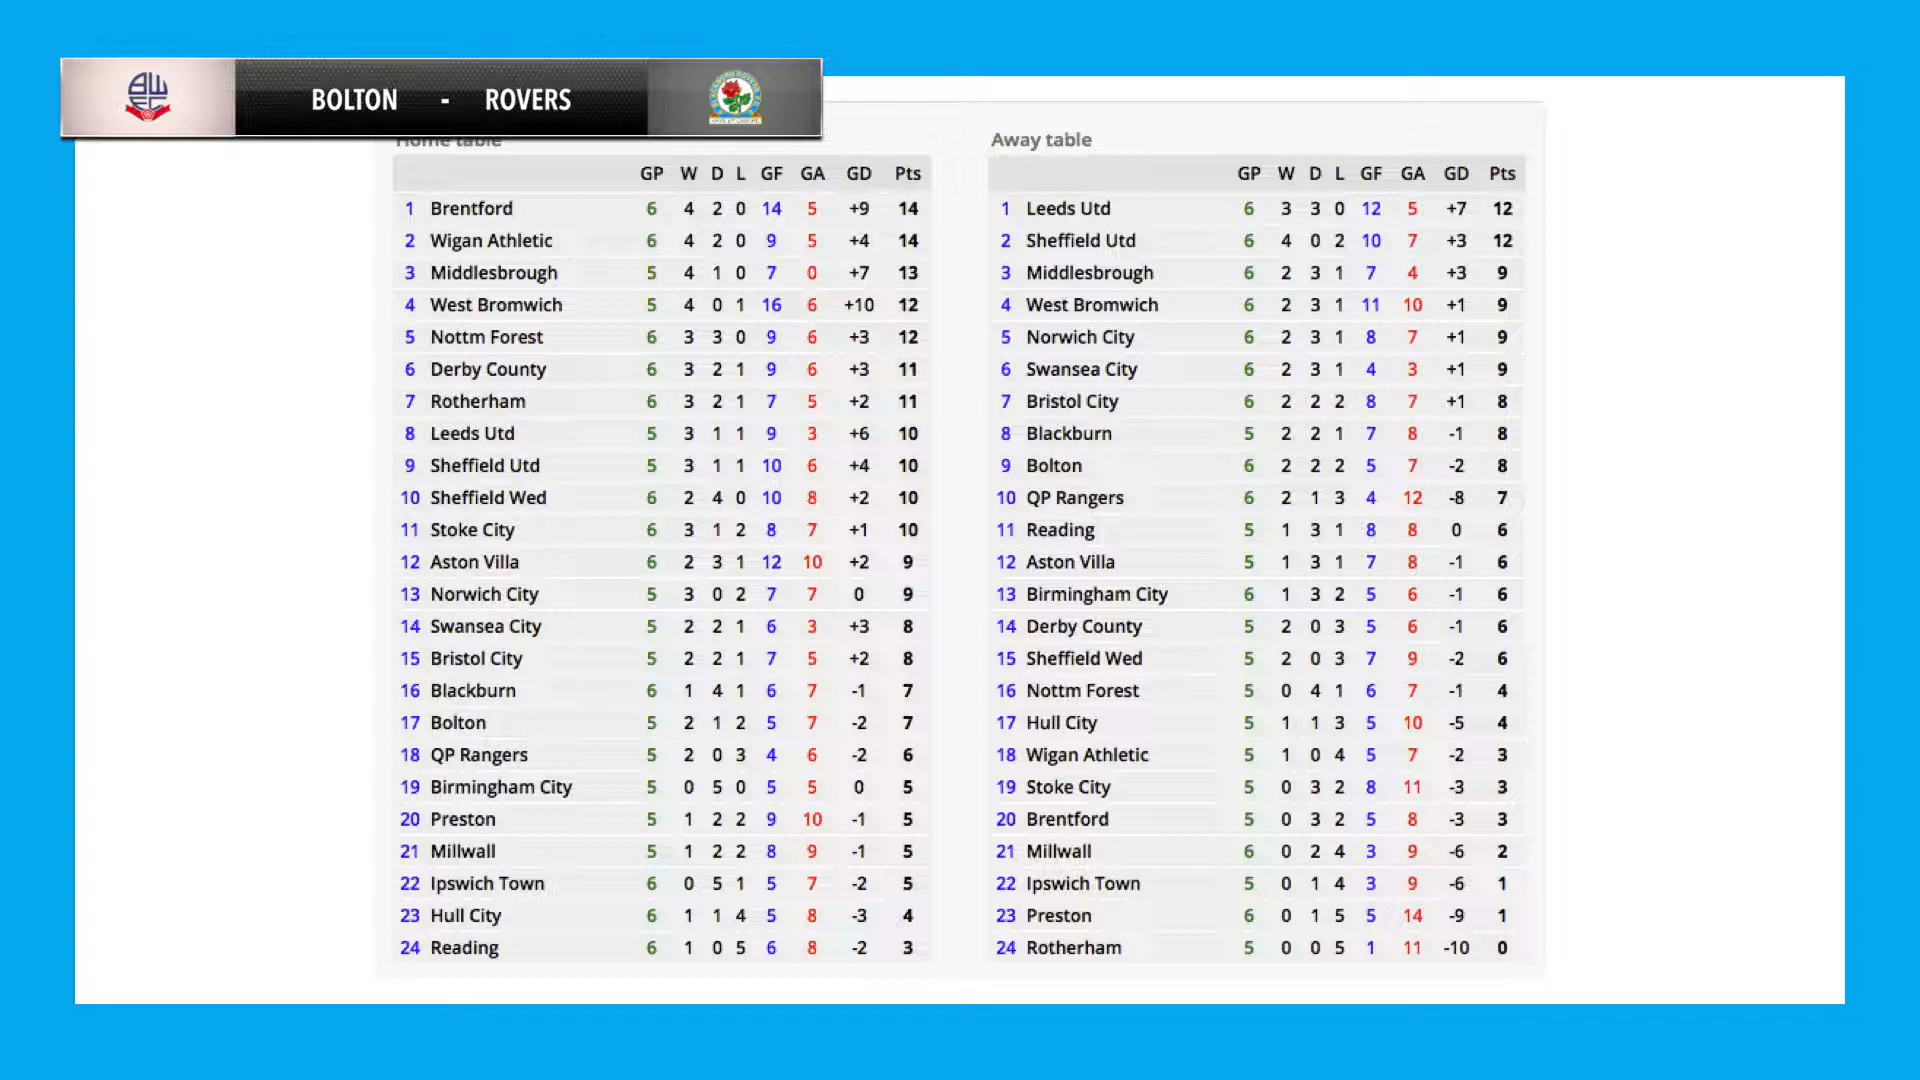 BOLTON - ROVERS
Home table
GP W D L GF GA GD Pts
1 Brentford 6 4 2 0 14 5 +9 14
2 Wigan Athletic 6 4 2 0 9 5 +4 14
3 Middlesbrough 5 4 1 0 7 0 +7 13
4 West Bromwich 5 4 0 1 16 6 +10 12
5 Nottm Forest 6 3 3 0 9 6 +3 12
6 Derby County 6 3 2 1 9 6 +3 11
7 Rotherham 6 3 2 1 7 5 +2 11
8 Leeds Utd 5 3 1 1 9 3 +6 10
9 Sheffield Utd 5 3 1 1 10 6 +4 10
10 Sheffield Wed 6 2 4 0 10 8 +2 10
11 Stoke City 6 3 1 2 8 7 +1 10
12 Aston Villa 6 2 3 1 12 10 +2 9
13 Norwich City 5 3 0 2 7 7 0 9
14 Swansea City 5 2 2 1 6 3 +3 8
15 Bristol City 5 2 2 1 7 5 +2 8
16 Blackburn 6 1 4 1 6 7 -1 7
17 Bolton 5 2 1 2 5 7 -2 7
18 QP Rangers 5 2 0 3 4 6 -2 6
19 Birmingham City 5 0 5 0 5 5 0 5
20 Preston 5 1 2 2 9 10 -1 5
21 Millwall 5 1 2 2 8 9 -1 5
22 Ipswich Town 6 0 5 1 5 7 -2 5
23 Hull City 6 1 1 4 5 8 -3 4
24 Reading 6 1 0 5 6 8 -2 3
Away table
GP W D L GF GA GD Pts
1 Leeds Utd 6 3 3 0 12 5 +7 12
2 Sheffield Utd 6 4 0 2 10 7 +3 12
3 Middlesbrough 6 2 3 1 7 4 +3 9
4 West Bromwich 6 2 3 1 11 10 +1 9
5 Norwich City 6 2 3 1 8 7 +1 9
6 Swansea City 6 2 3 1 4 3 +1 9
7 Bristol City 6 2 2 2 8 7 +1 8
8 Blackburn 5 2 2 1 7 8 -1 8
9 Bolton 6 2 2 2 5 7 -2 8
10 QP Rangers 6 2 1 3 4 12 -8 7
11 Reading 5 1 3 1 8 8 0 6
12 Aston Villa 5 1 3 1 7 8 -1 6
13 Birmingham City 6 1 3 2 5 6 -1 6
14 Derby County 5 2 0 3 5 6 -1 6
15 Sheffield Wed 5 2 0 3 7 9 -2 6
16 Nottm Forest 5 0 4 1 6 7 -1 4
17 Hull City 5 1 1 3 5 10 -5 4
18 Wigan Athletic 5 1 0 4 5 7 -2 3
19 Stoke City 5 0 3 2 8 11 -3 3
20 Brentford 5 0 3 2 5 8 -3 3
21 Millwall 6 0 2 4 3 9 -6 2
22 Ipswich Town 5 0 1 4 3 9 -6 1
23 Preston 6 0 1 5 5 14 -9 1
24 Rotherham 5 0 0 5 1 11 -10 0